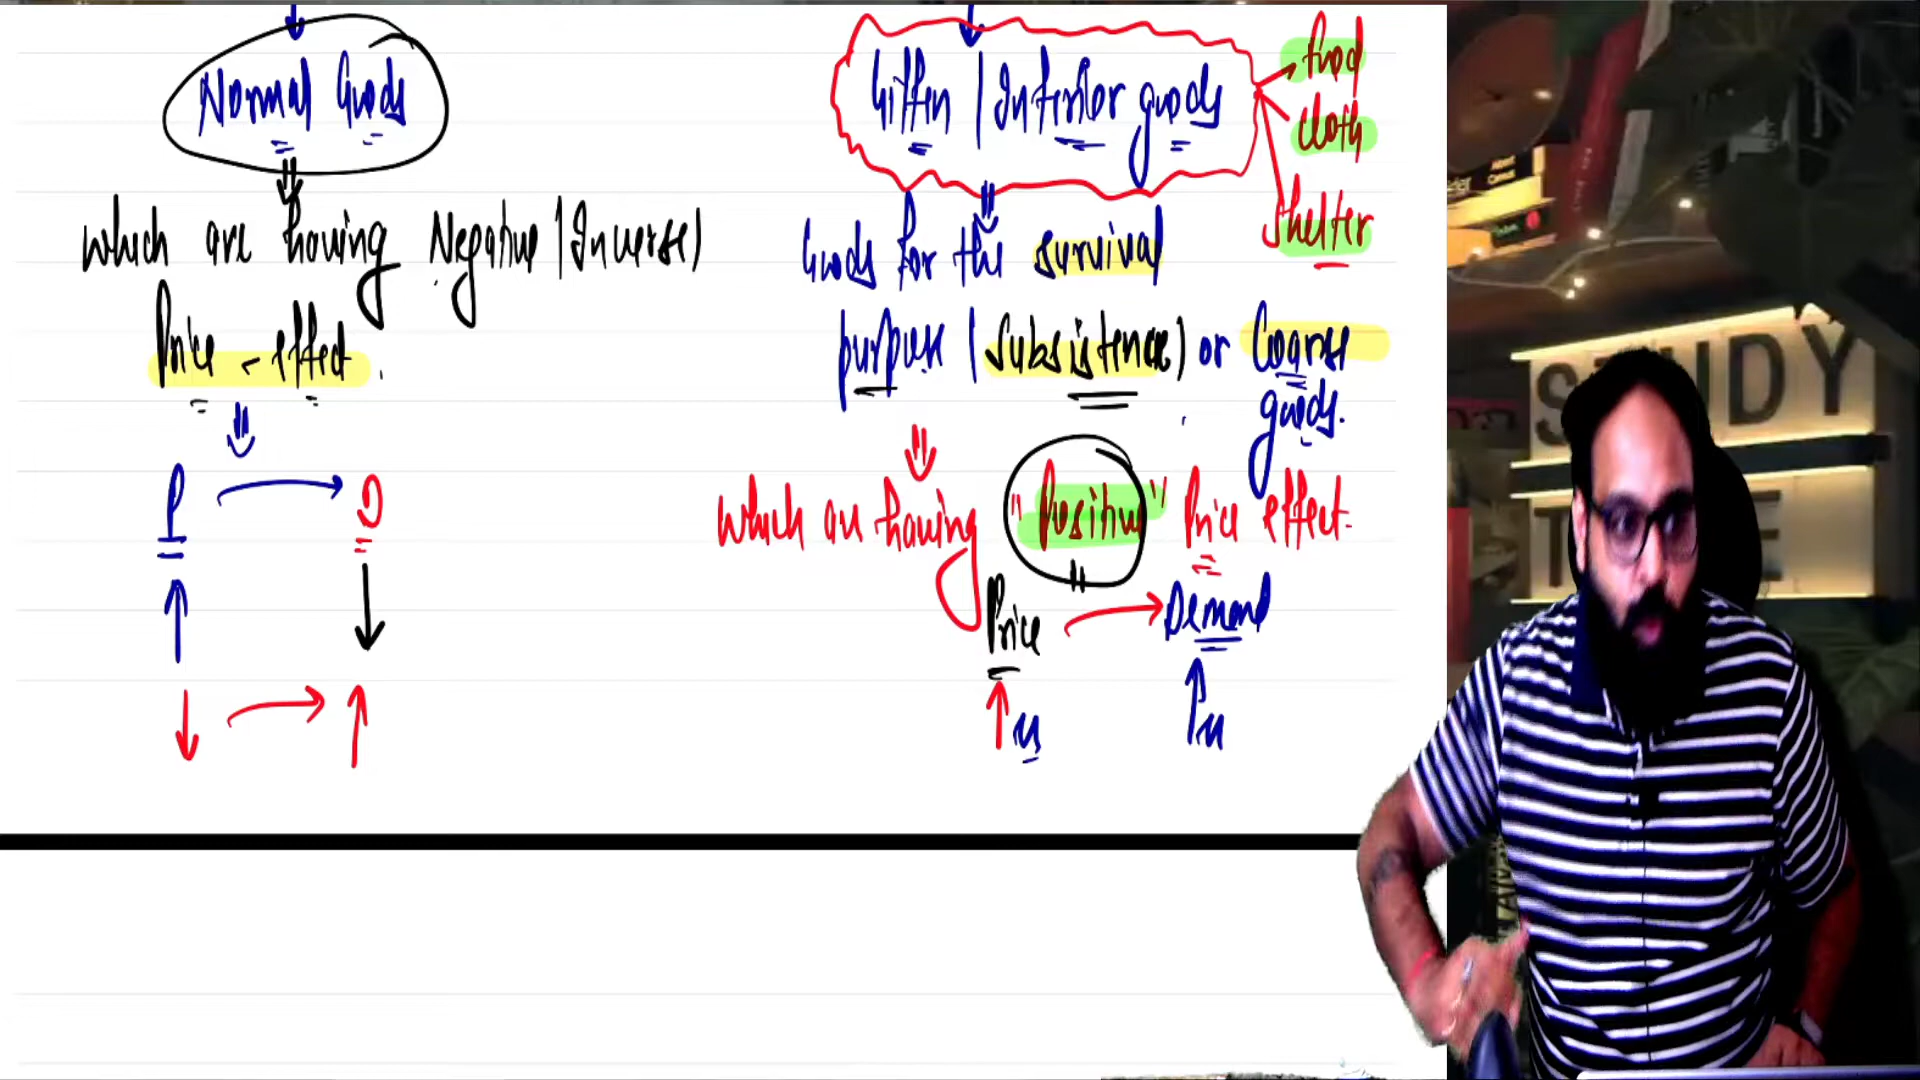 Normal Goods
which are having Negative (Inverse)
Price - effect.
P → D
↑ ↓
↓ → ↑
Giffen / Inferior goods
food
cloth
shelter
Goods for the survival
purpose (subsistence) or Coarse
goods.
which are having "Positive" Price effect.
Price → Demand
↑ ↑
STUDY